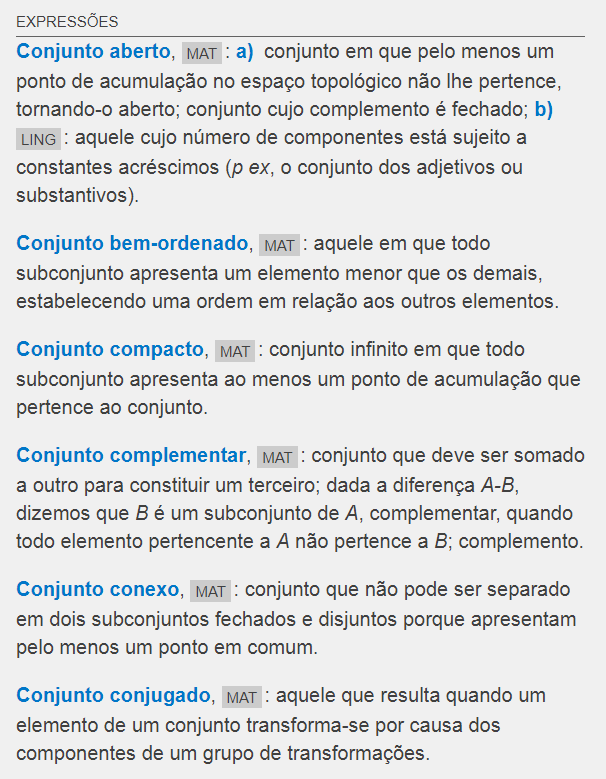 EXPRESSÕES
Conjunto aberto, MAT : a) conjunto em que pelo menos um
ponto de acumulação no espaço topológico não lhe pertence,
tornando-o aberto; conjunto cujo complemento é fechado; b)
LING : aquele cujo número de componentes está sujeito a
constantes acréscimos (p ex, o conjunto dos adjetivos ou
substantivos).
Conjunto bem-ordenado, MAT : aquele em que todo
subconjunto apresenta um elemento menor que os demais,
estabelecendo uma ordem em relação aos outros elementos.
Conjunto compacto, MAT : conjunto infinito em que todo
subconjunto apresenta ao menos um ponto de acumulação que
pertence ao conjunto.
Conjunto complementar, MAT : conjunto que deve ser somado
a outro para constituir um terceiro; dada a diferença A-B,
dizemos que B é um subconjunto de A, complementar, quando
todo elemento pertencente a A não pertence a B; complemento.
Conjunto conexo, MAT : conjunto que não pode ser separado
em dois subconjuntos fechados e disjuntos porque apresentam
pelo menos um ponto em comum.
Conjunto conjugado, MAT : aquele que resulta quando um
elemento de um conjunto transforma-se por causa dos
componentes de um grupo de transformações.